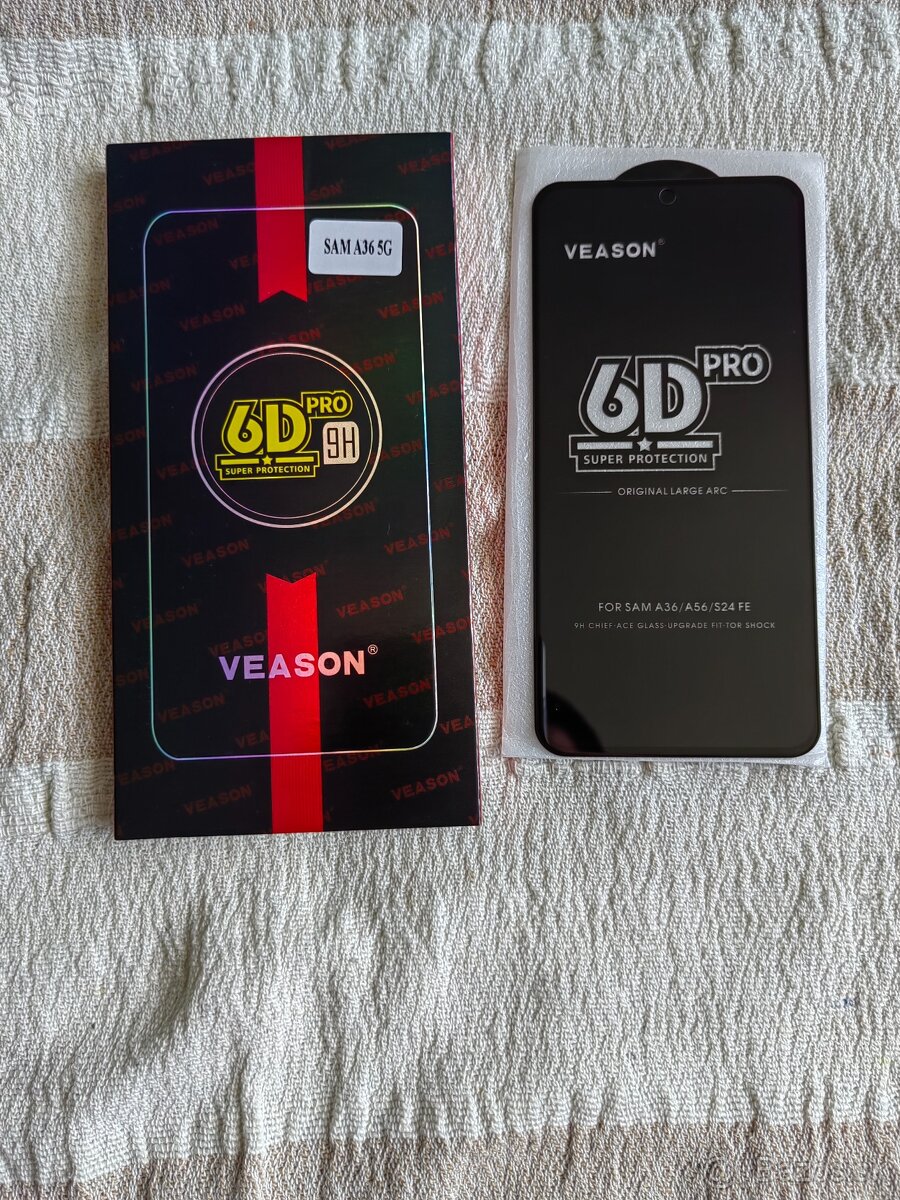 SAM A36 5G
6D PRO
9H
SUPER PROTECTION
VEASON®
VEASON®
6D PRO
SUPER PROTECTION
ORIGINAL LARGE ARC
FOR SAM A36/A56/S24 FE
9H CHIEF-ACE GLASS-UPGRADE FIT-TOR SHOCK